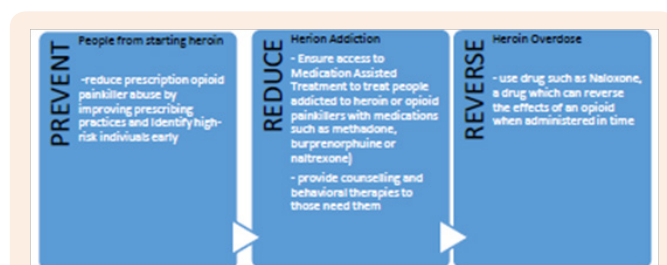 PREVENT
People from starting heroin
-reduce prescription opioid
painkiller abuse by
improving prescribing
practices and identify high-
risk indiviuals early
REDUCE
Herion Addiction
- Ensure access to
Medication Assisted
Treatment to treat people
addicted to heroin or opioid
painkillers with medications
such as methadone,
burprenorphuine or
naltrexone)
- provide counselling and
behavioral therapies to
those need them
REVERSE
Heroin Overdose
- use drug such as Naloxone,
a drug which can reverse
the effects of an opioid
when administered in time